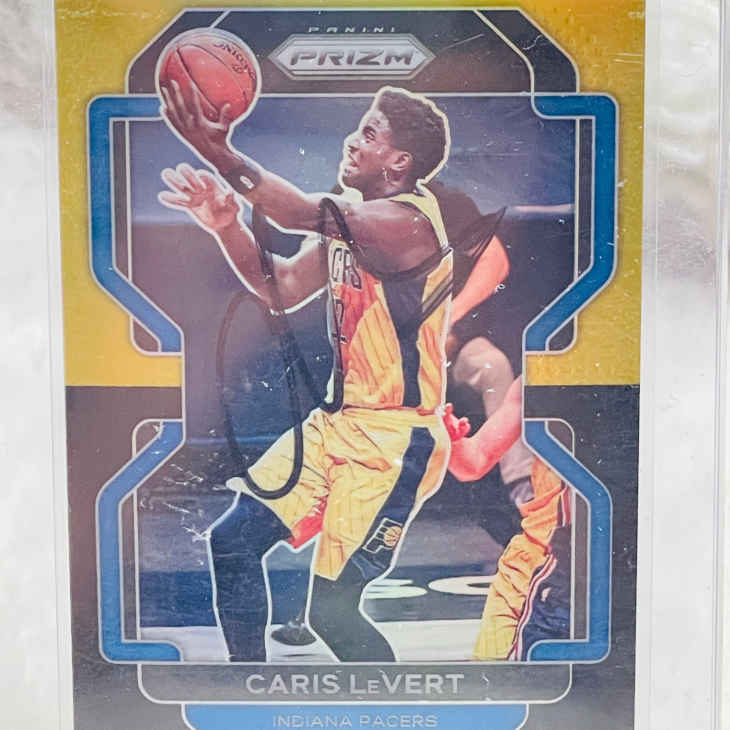 PANINI
PRIZM
CARIS LeVERT
INDIANA PACERS